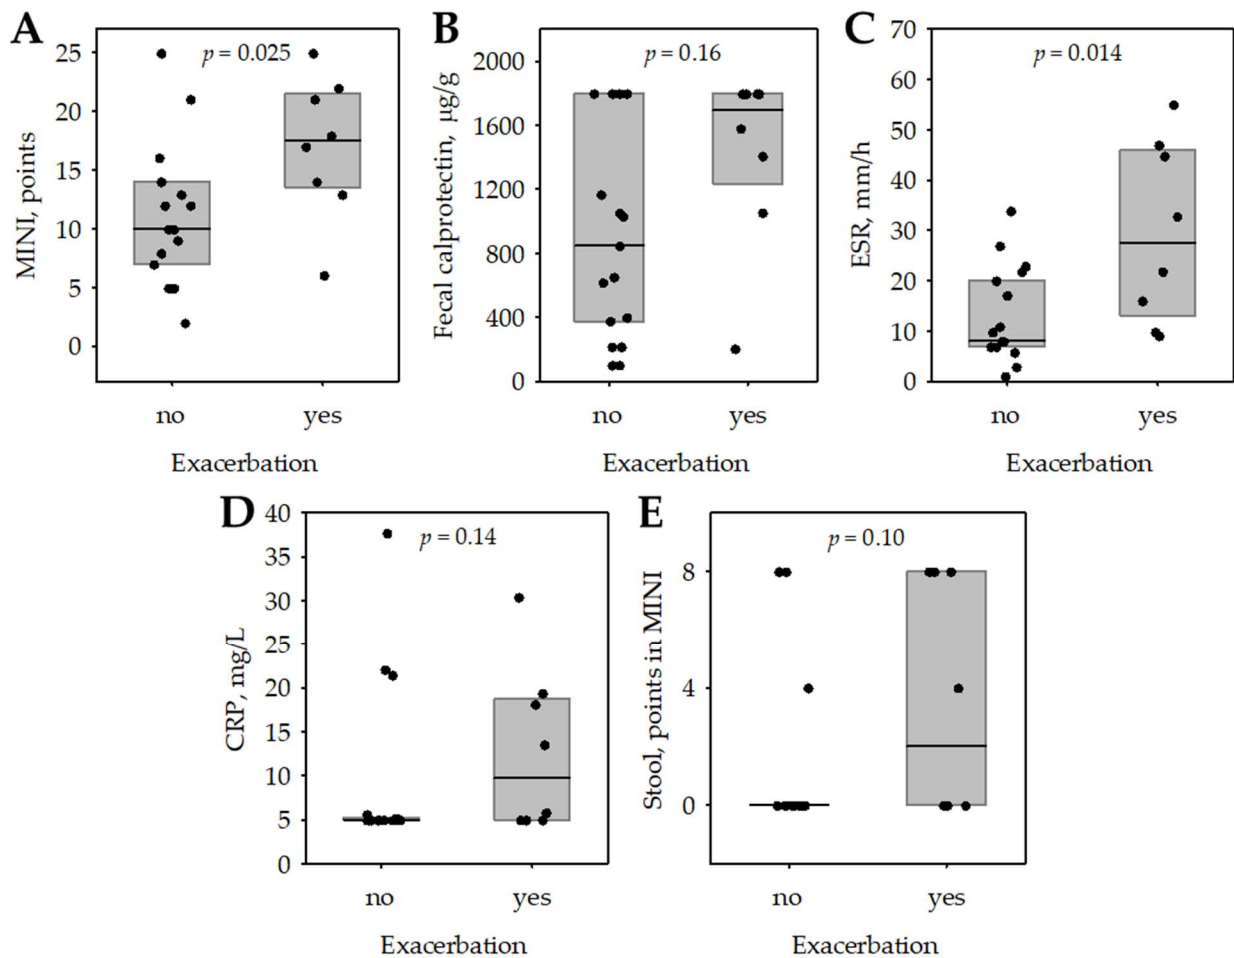 A
MINI, points
25
20
15
10
5
0
p = 0.025
no
yes
Exacerbation
B
Fecal calprotectin, µg/g
2000
1600
1200
800
400
0
p = 0.16
no
yes
Exacerbation
C
ESR, mm/h
70
60
50
40
30
20
10
0
p = 0.014
no
yes
Exacerbation
D
CRP, mg/L
40
35
30
25
20
15
10
5
0
p = 0.14
no
yes
Exacerbation
E
Stool, points in MINI
8
4
0
p = 0.10
no
yes
Exacerbation